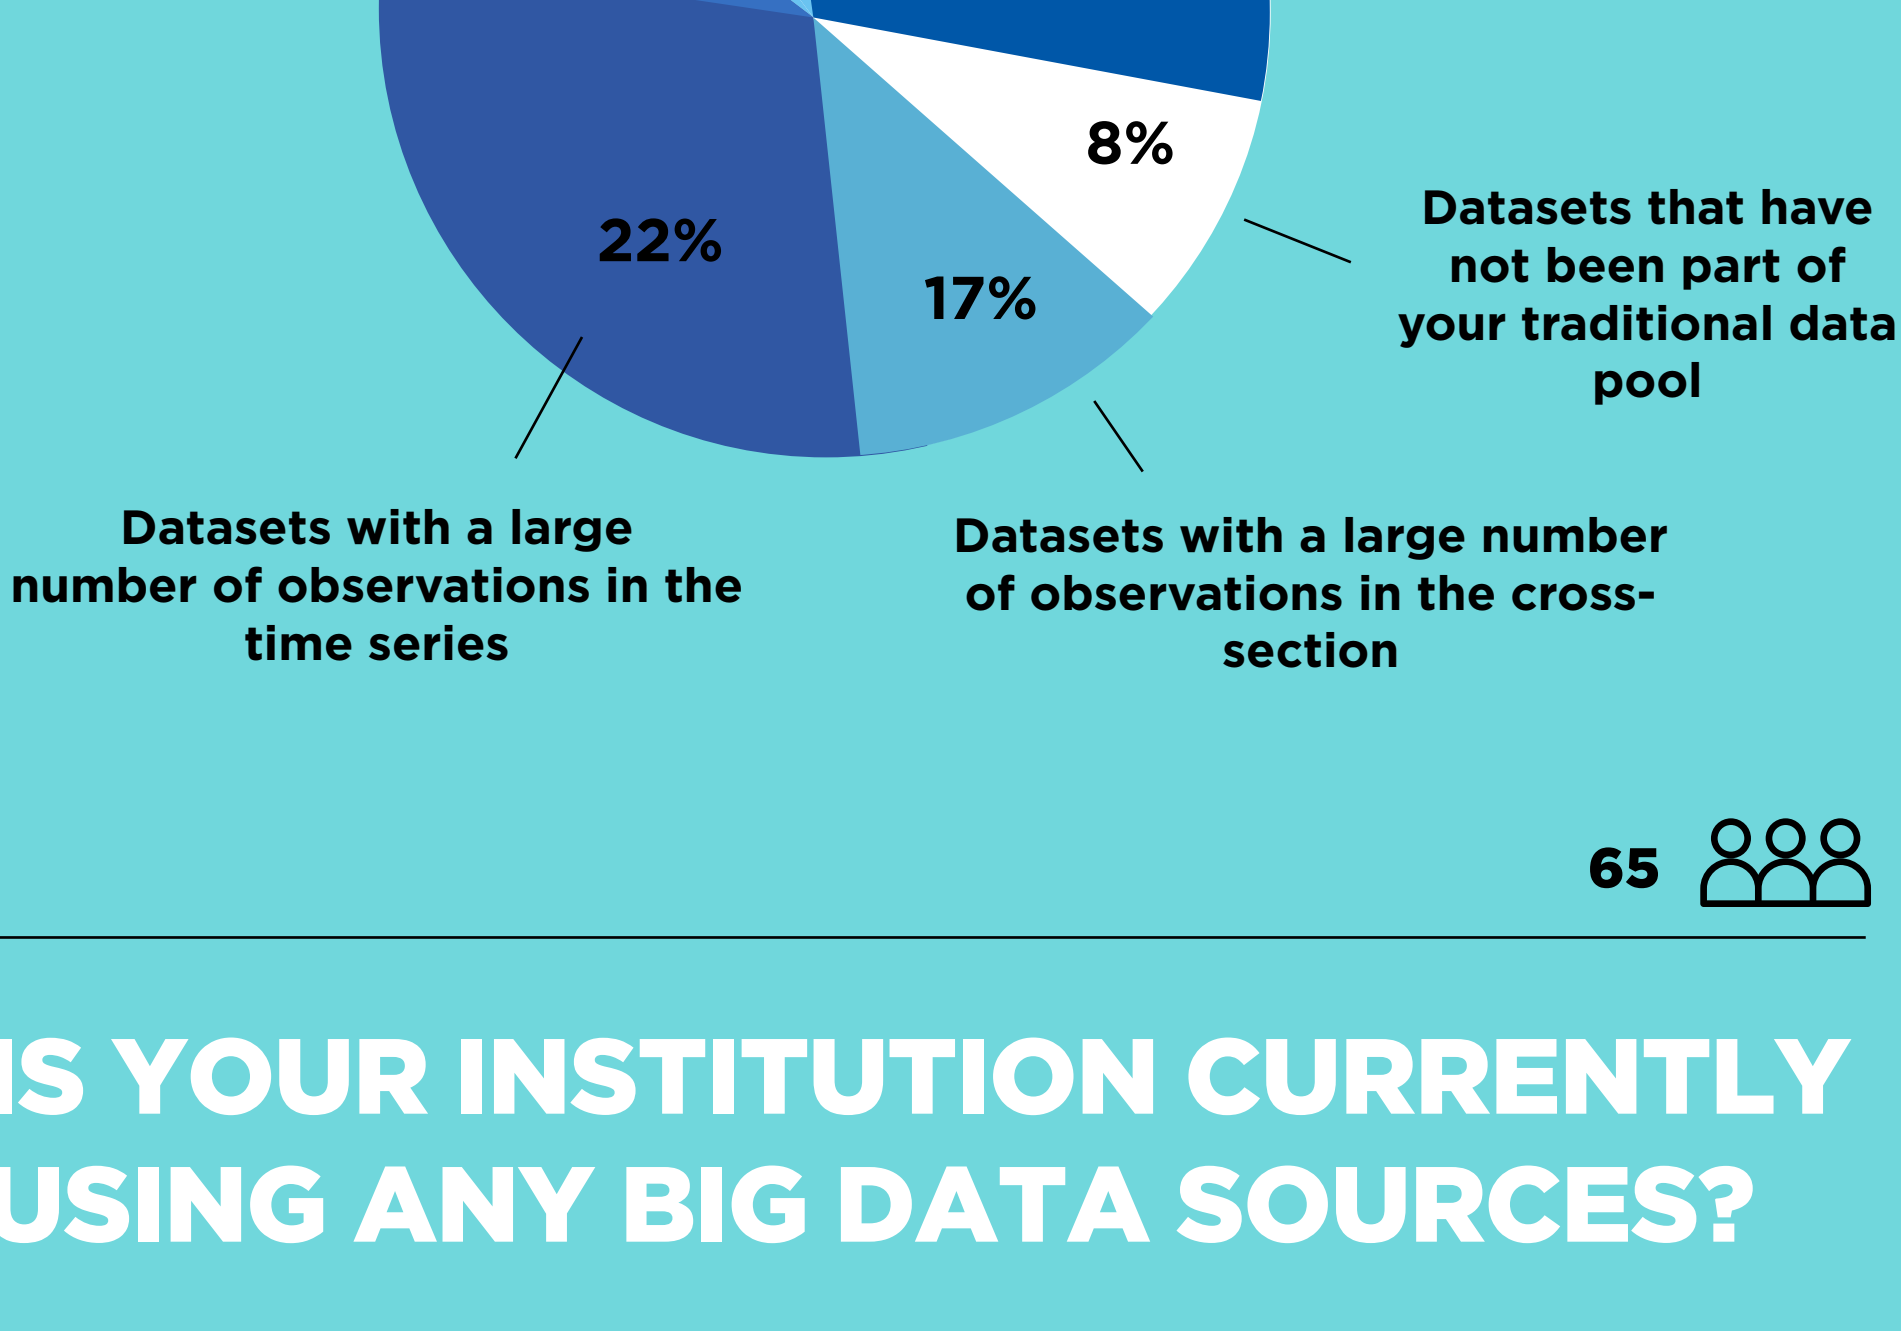 8%
22%
17%
Datasets that have
not been part of
your traditional data
pool
Datasets with a large
number of observations in the
time series
Datasets with a large number
of observations in the cross-
section
65
IS YOUR INSTITUTION CURRENTLY
USING ANY BIG DATA SOURCES?